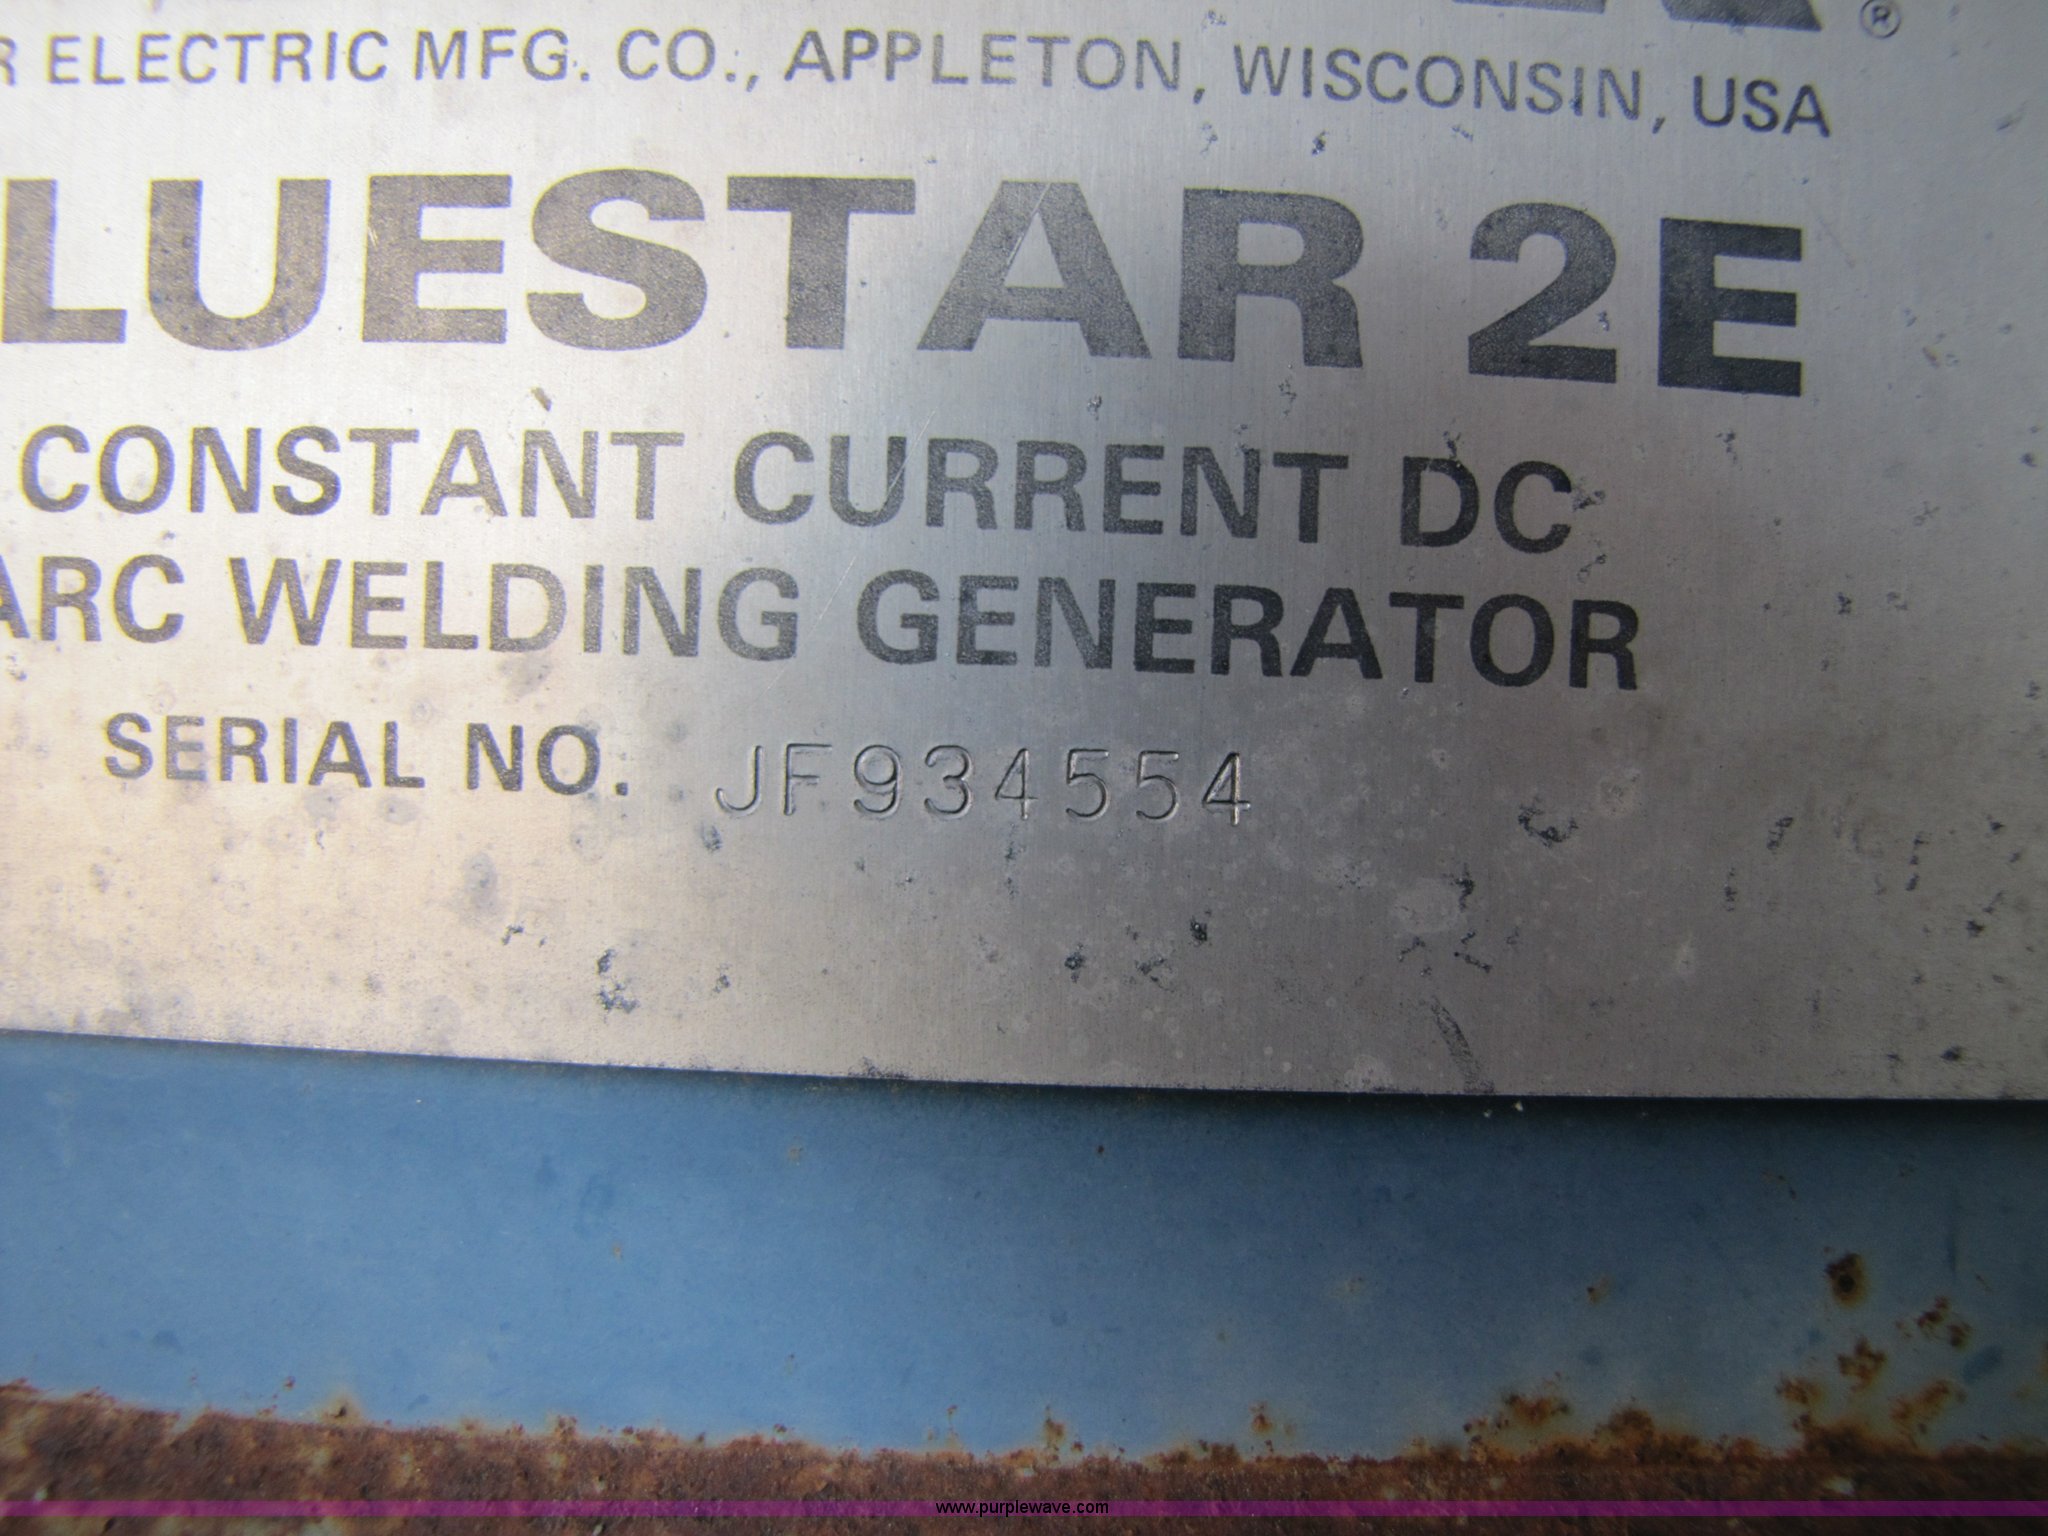 R ELECTRIC MFG. CO., APPLETON, WISCONSIN, USA
LUESTAR 2E
CONSTANT CURRENT DC
ARC WELDING GENERATOR
SERIAL NO. JF934554
www.purplewave.com